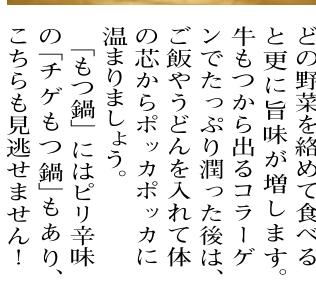 どの野菜を絡めて食べる
と更に旨味が増します。
牛もつから出るコラーゲ
ンでたっぷり潤った後は、
ご飯やうどんを入れて体
の芯からポッカポッカに
温まりましょう。
「もつ鍋」にはピリ辛味
の「チゲもつ鍋」もあり、
こちらも見逃せません！